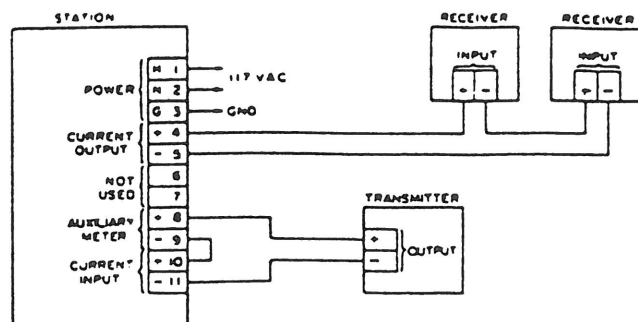 STATION
POWER
H 1
N 2
G 3
117 VAC
GND
CURRENT OUTPUT
+ 4
- 5
NOT USED
6
7
AUXILIARY METER
+ 8
- 9
CURRENT INPUT
+ 10
- 11
RECEIVER
INPUT
+ -
RECEIVER
INPUT
+ -
TRANSMITTER
+
-
OUTPUT